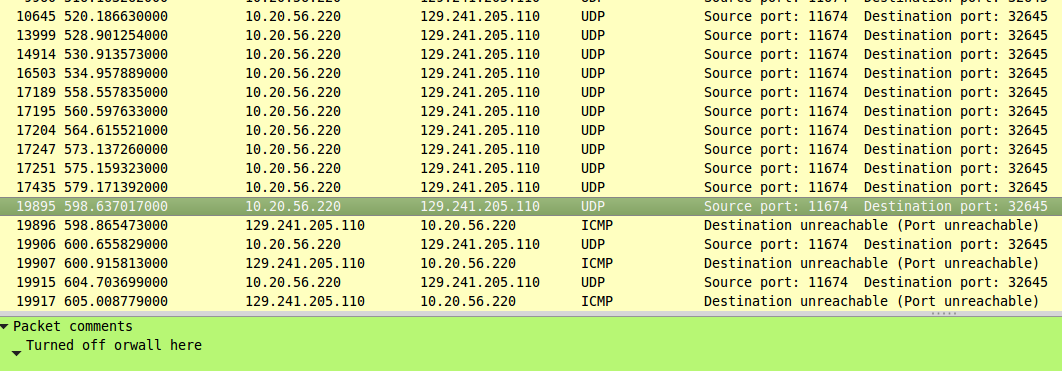 10645 520.186630000 10.20.56.220 129.241.205.110 UDP Source port: 11674 Destination port: 32645
13999 528.901254000 10.20.56.220 129.241.205.110 UDP Source port: 11674 Destination port: 32645
14914 530.913573000 10.20.56.220 129.241.205.110 UDP Source port: 11674 Destination port: 32645
16503 534.957889000 10.20.56.220 129.241.205.110 UDP Source port: 11674 Destination port: 32645
17189 558.557835000 10.20.56.220 129.241.205.110 UDP Source port: 11674 Destination port: 32645
17195 560.597633000 10.20.56.220 129.241.205.110 UDP Source port: 11674 Destination port: 32645
17204 564.615521000 10.20.56.220 129.241.205.110 UDP Source port: 11674 Destination port: 32645
17247 573.137260000 10.20.56.220 129.241.205.110 UDP Source port: 11674 Destination port: 32645
17251 575.159323000 10.20.56.220 129.241.205.110 UDP Source port: 11674 Destination port: 32645
17435 579.171392000 10.20.56.220 129.241.205.110 UDP Source port: 11674 Destination port: 32645
19895 598.637017000 10.20.56.220 129.241.205.110 UDP Source port: 11674 Destination port: 32645
19896 598.865473000 129.241.205.110 10.20.56.220 ICMP Destination unreachable (Port unreachable)
19906 600.655829000 10.20.56.220 129.241.205.110 UDP Source port: 11674 Destination port: 32645
19907 600.915813000 129.241.205.110 10.20.56.220 ICMP Destination unreachable (Port unreachable)
19915 604.703699000 10.20.56.220 129.241.205.110 UDP Source port: 11674 Destination port: 32645
19917 605.008779000 129.241.205.110 10.20.56.220 ICMP Destination unreachable (Port unreachable)
Packet comments
Turned off orwall here